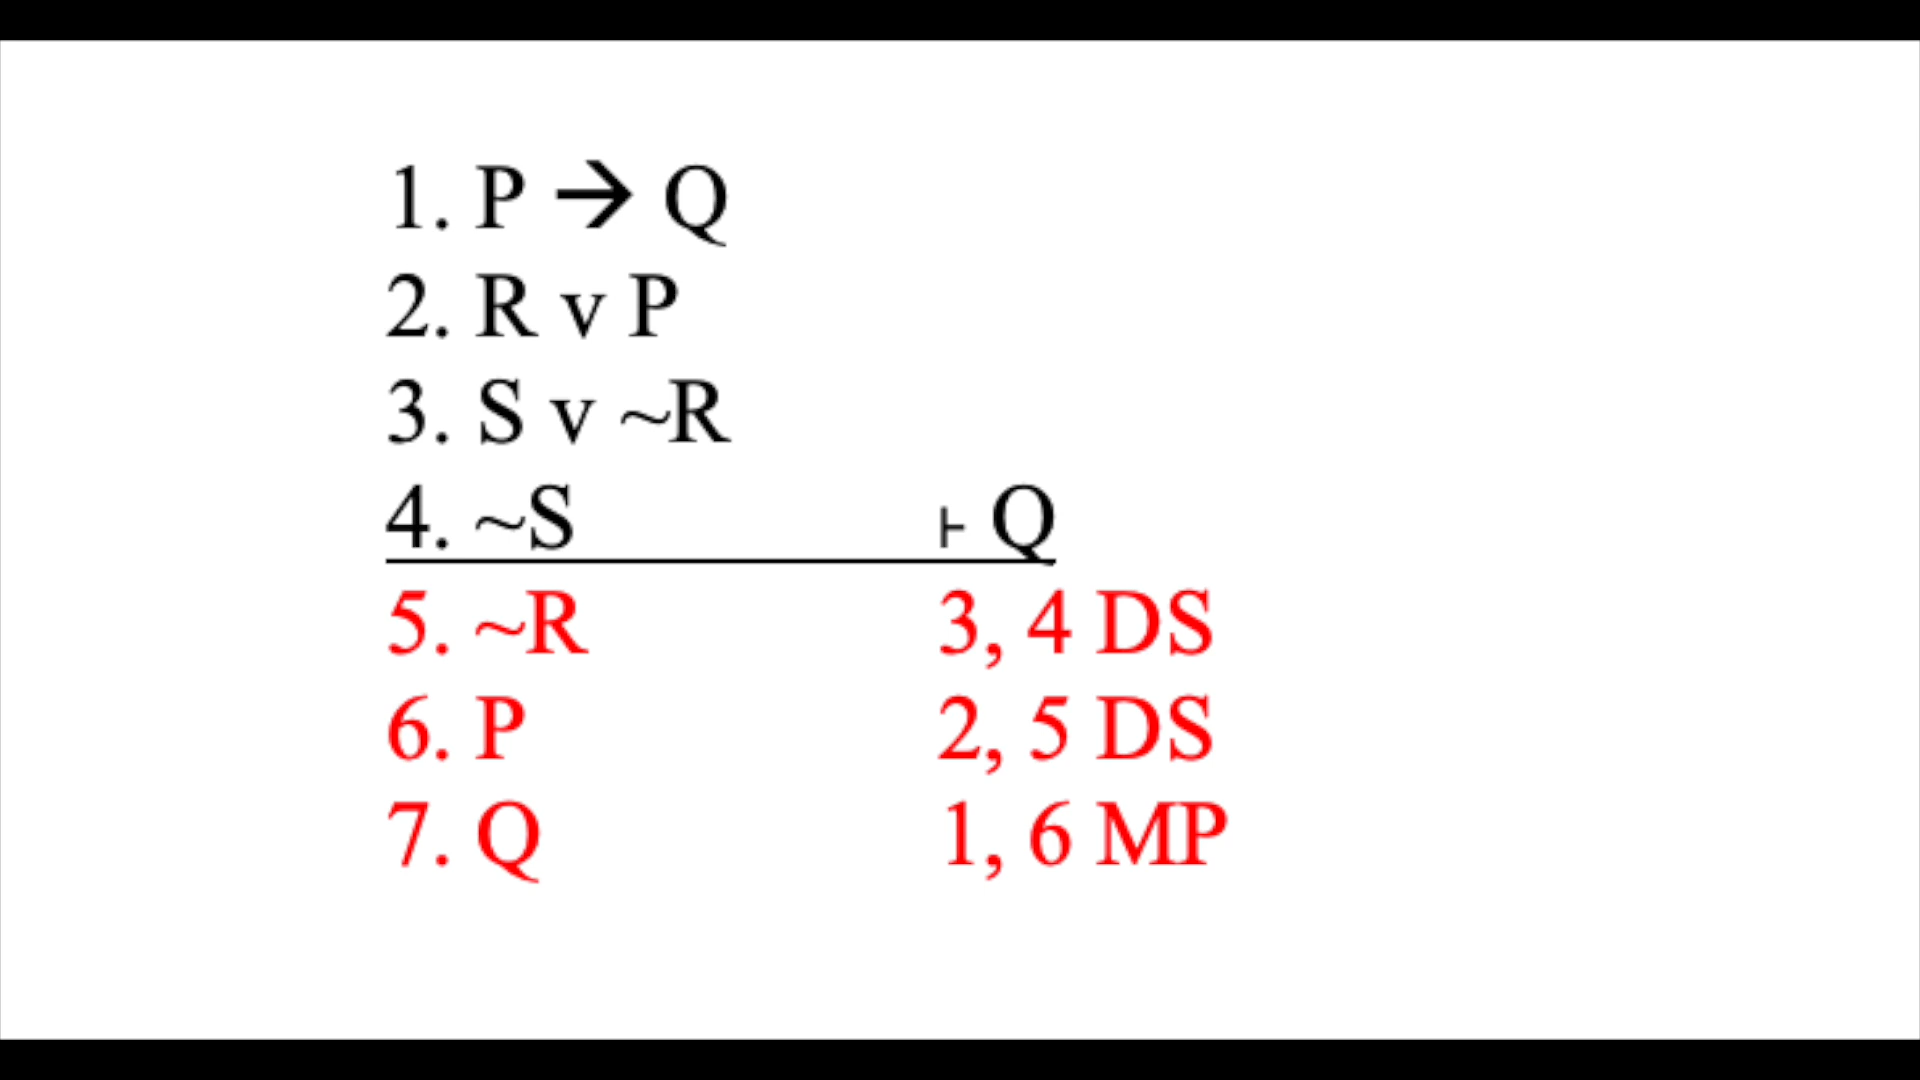 1. P → Q
2. R v P
3. S v ~R
4. ~S ⊦ Q
5. ~R 3, 4 DS
6. P 2, 5 DS
7. Q 1, 6 MP